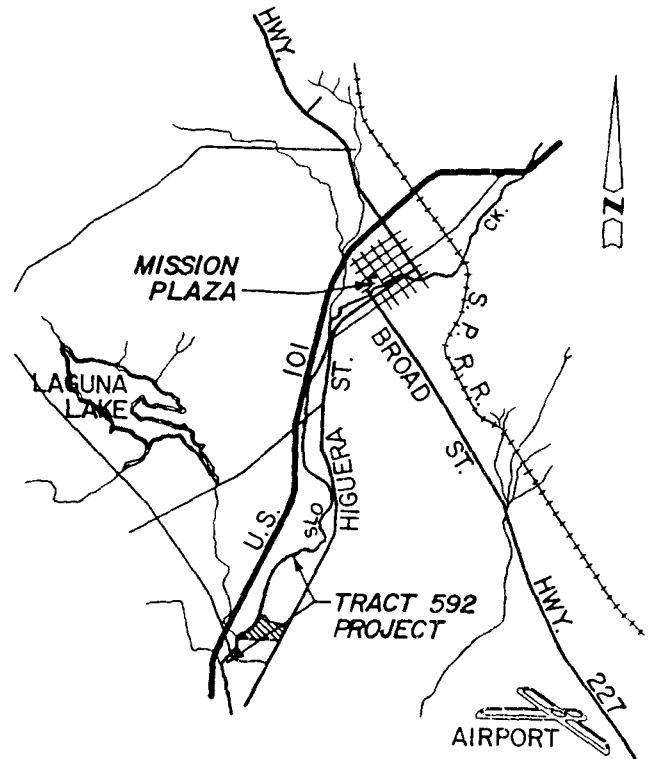 HWY.
N
CK.
MISSION
PLAZA
S. P. R. R.
LAGUNA
LAKE
101
ST.
BROAD
ST.
HIGUERA
U.S.
SLO
TRACT 592
PROJECT
HWY.
227
AIRPORT